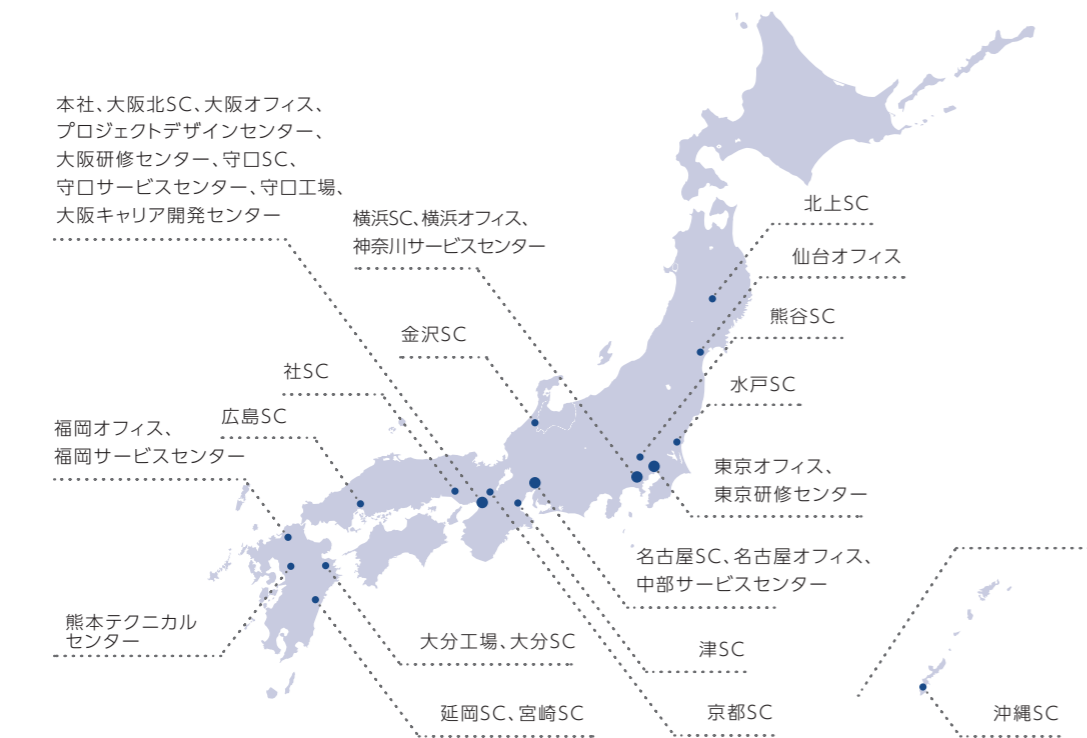 本社、大阪北SC、大阪オフィス、
プロジェクトデザインセンター、
大阪研修センター、守口SC、
守口サービスセンター、守口工場、
大阪キャリア開発センター
横浜SC、横浜オフィス、
神奈川サービスセンター
北上SC
仙台オフィス
熊谷SC
金沢SC
社SC
水戸SC
広島SC
福岡オフィス、
福岡サービスセンター
東京オフィス、
東京研修センター
名古屋SC、名古屋オフィス、
中部サービスセンター
熊本テクニカル
センター
大分工場、大分SC
津SC
延岡SC、宮崎SC
京都SC
沖縄SC